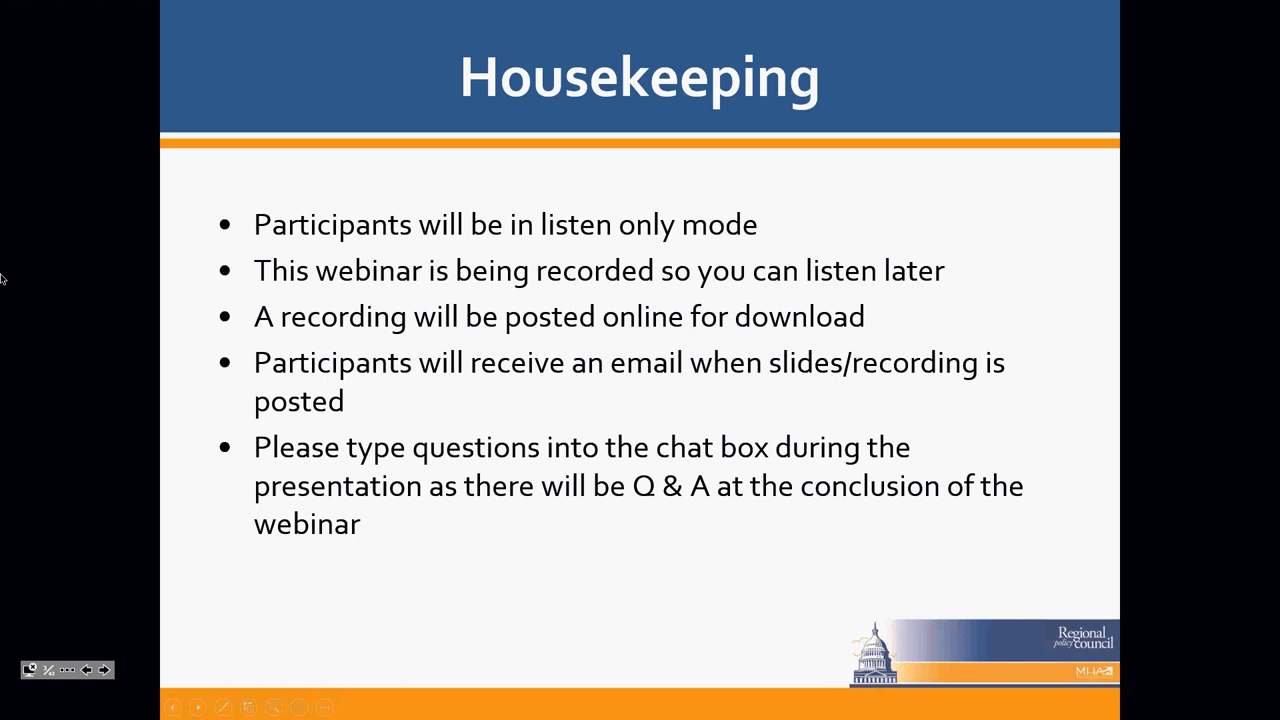 Housekeeping
• Participants will be in listen only mode
• This webinar is being recorded so you can listen later
• A recording will be posted online for download
• Participants will receive an email when slides/recording is
posted
• Please type questions into the chat box during the
presentation as there will be Q & A at the conclusion of the
webinar
Regional
policy council
MHA